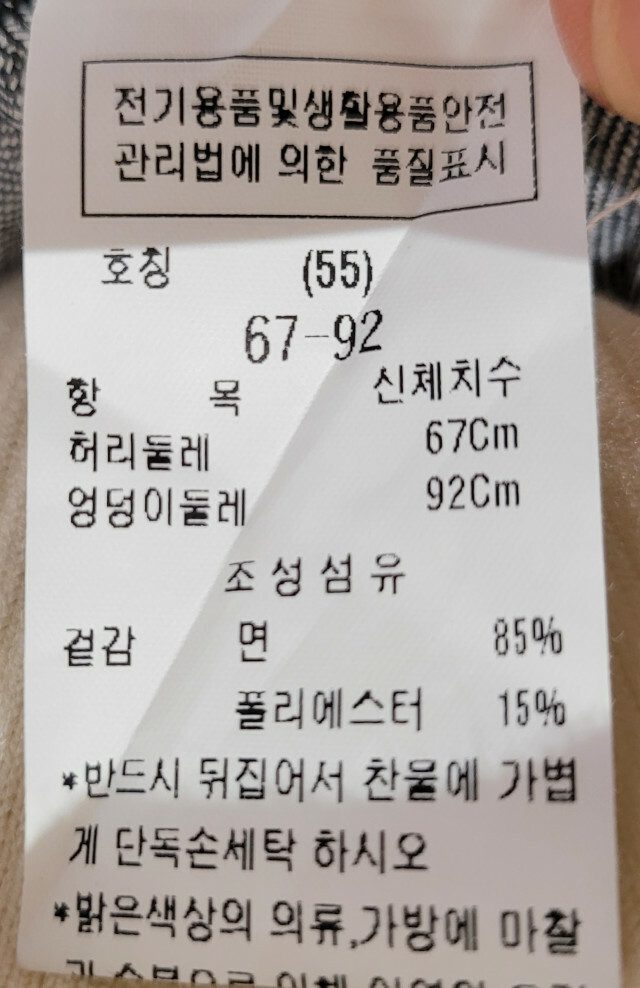 전기용품및생활용품안전
관리법에 의한 품질표시
호칭 (55)
67-92
항 목 신체치수
허리둘레 67Cm
엉덩이둘레 92Cm
조성섬유
겉감 면 85%
폴리에스터 15%
*반드시 뒤집어서 찬물에 가볍
게 단독손세탁 하시오
*밝은색상의 의류,가방에 마찰